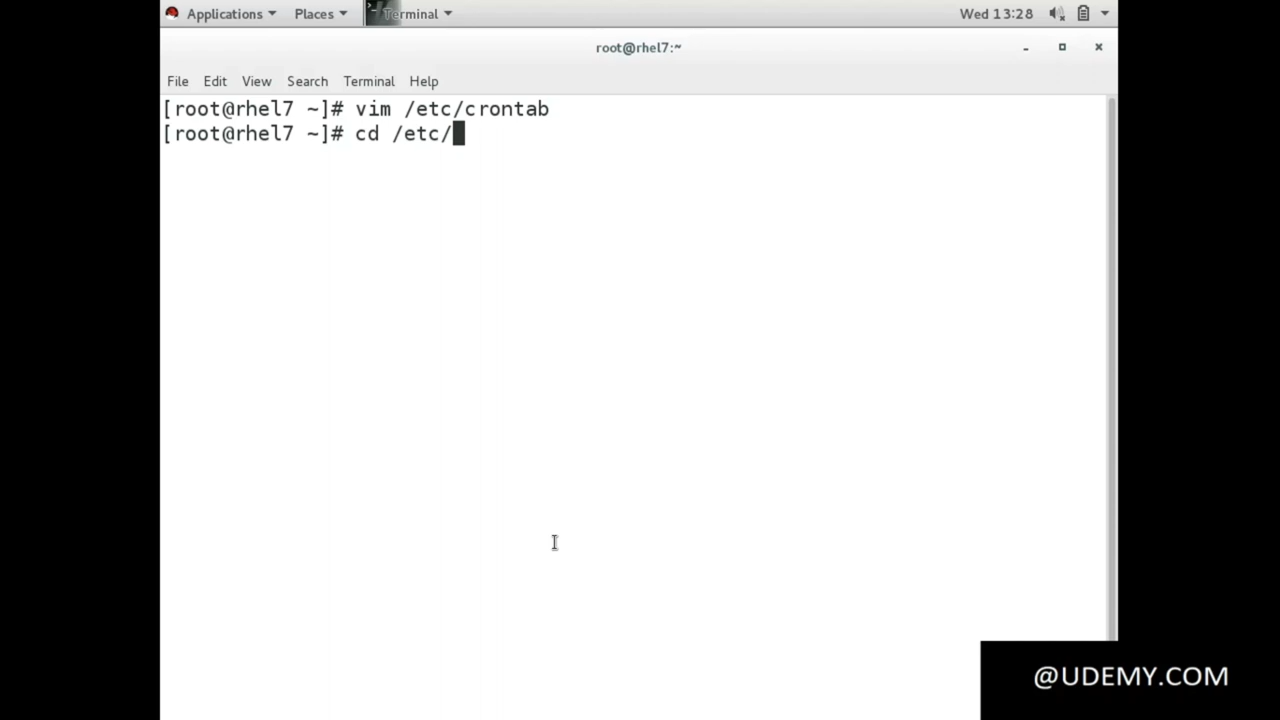 Applications Places Terminal Wed 13:28
root@rhel7:~
File Edit View Search Terminal Help
[root@rhel7 ~]# vim /etc/crontab
[root@rhel7 ~]# cd /etc/
@UDEMY.COM